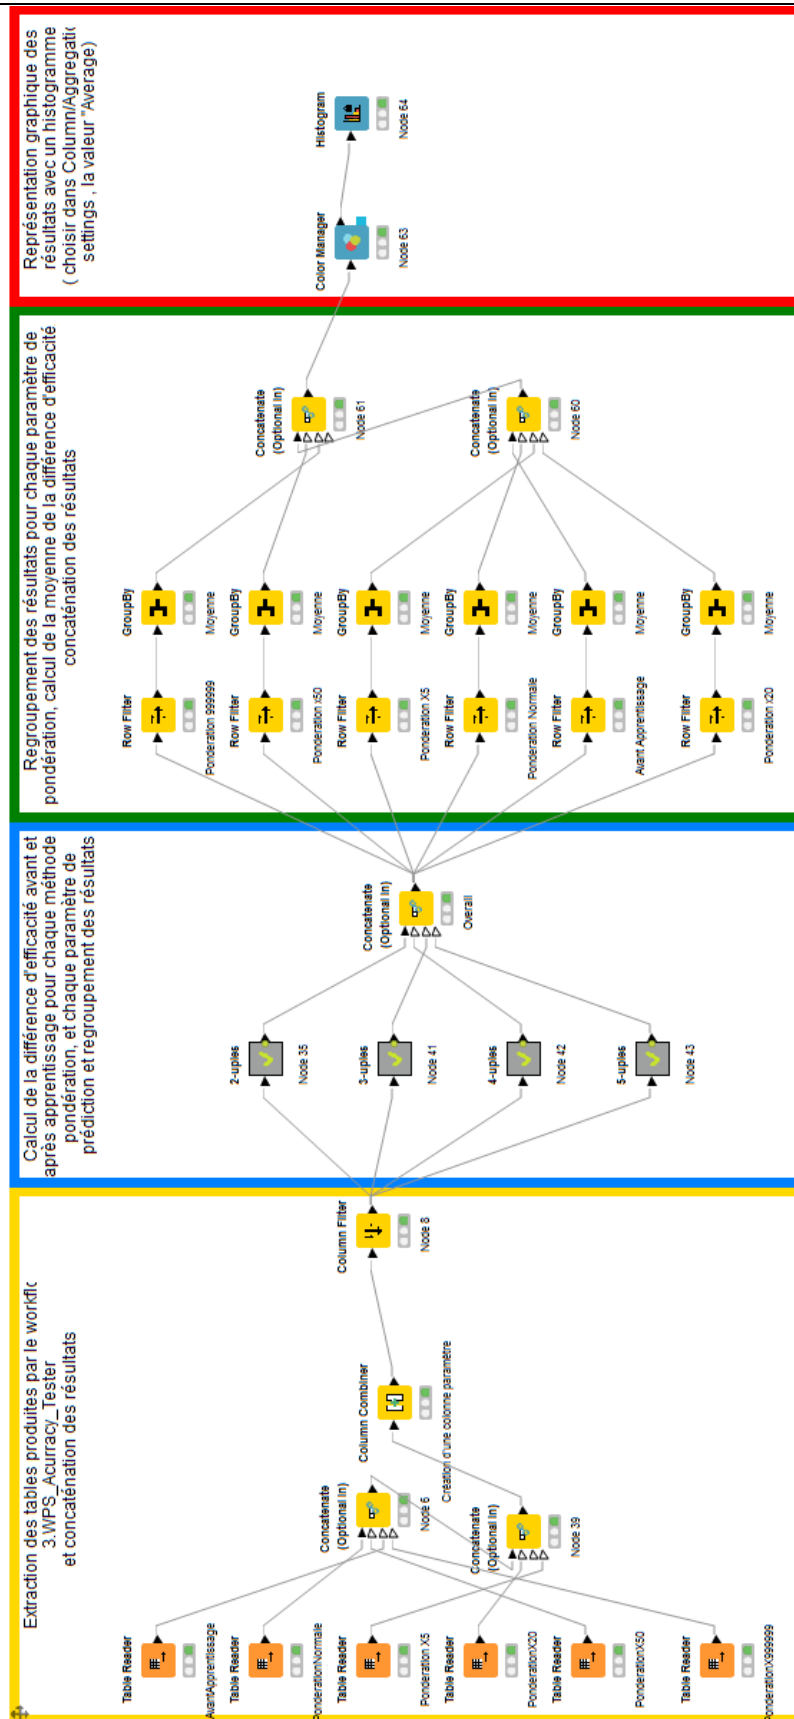 Extraction des tables produites par le workflo
3.WPS_Acurracy_Tester
et concaténation des résultats
Table Reader
AvantApprentissage
Table Reader
PonderationNormale
Table Reader
Ponderation X5
Table Reader
PonderationX20
Table Reader
PonderationX50
Table Reader
PonderationX999999
Concatenate
(Optional in)
Node 6
Concatenate
(Optional in)
Node 39
Column Combiner
Création d'une colonne paramètre
Column Filter
Node 8
Calcul de la différence d'efficacité avant et
après apprentissage pour chaque méthode
pondération, et chaque paramètre de
prédiction et regroupement des résultats
2-uples
Node 35
3-uples
Node 41
4-uples
Node 42
5-uples
Node 43
Concatenate
(Optional in)
Overall
Regroupement des résultats pour chaque paramètre de
pondération, calcul de la moyenne de la différence d'efficacité
concaténation des résultats
Row Filter
Ponderation 999999
Row Filter
Ponderation x50
Row Filter
Ponderation X5
Row Filter
Ponderation Normale
Row Filter
Avant Apprentissage
Row Filter
Ponderation x20
GroupBy
Moyenne
GroupBy
Moyenne
GroupBy
Moyenne
GroupBy
Moyenne
GroupBy
Moyenne
GroupBy
Moyenne
Concatenate
(Optional in)
Node 61
Concatenate
(Optional in)
Node 60
Représentation graphique des
résultats avec un histogramme
( choisir dans Column/Aggregati
settings , la valeur "Average)
Color Manager
Node 63
Histogram
Node 64